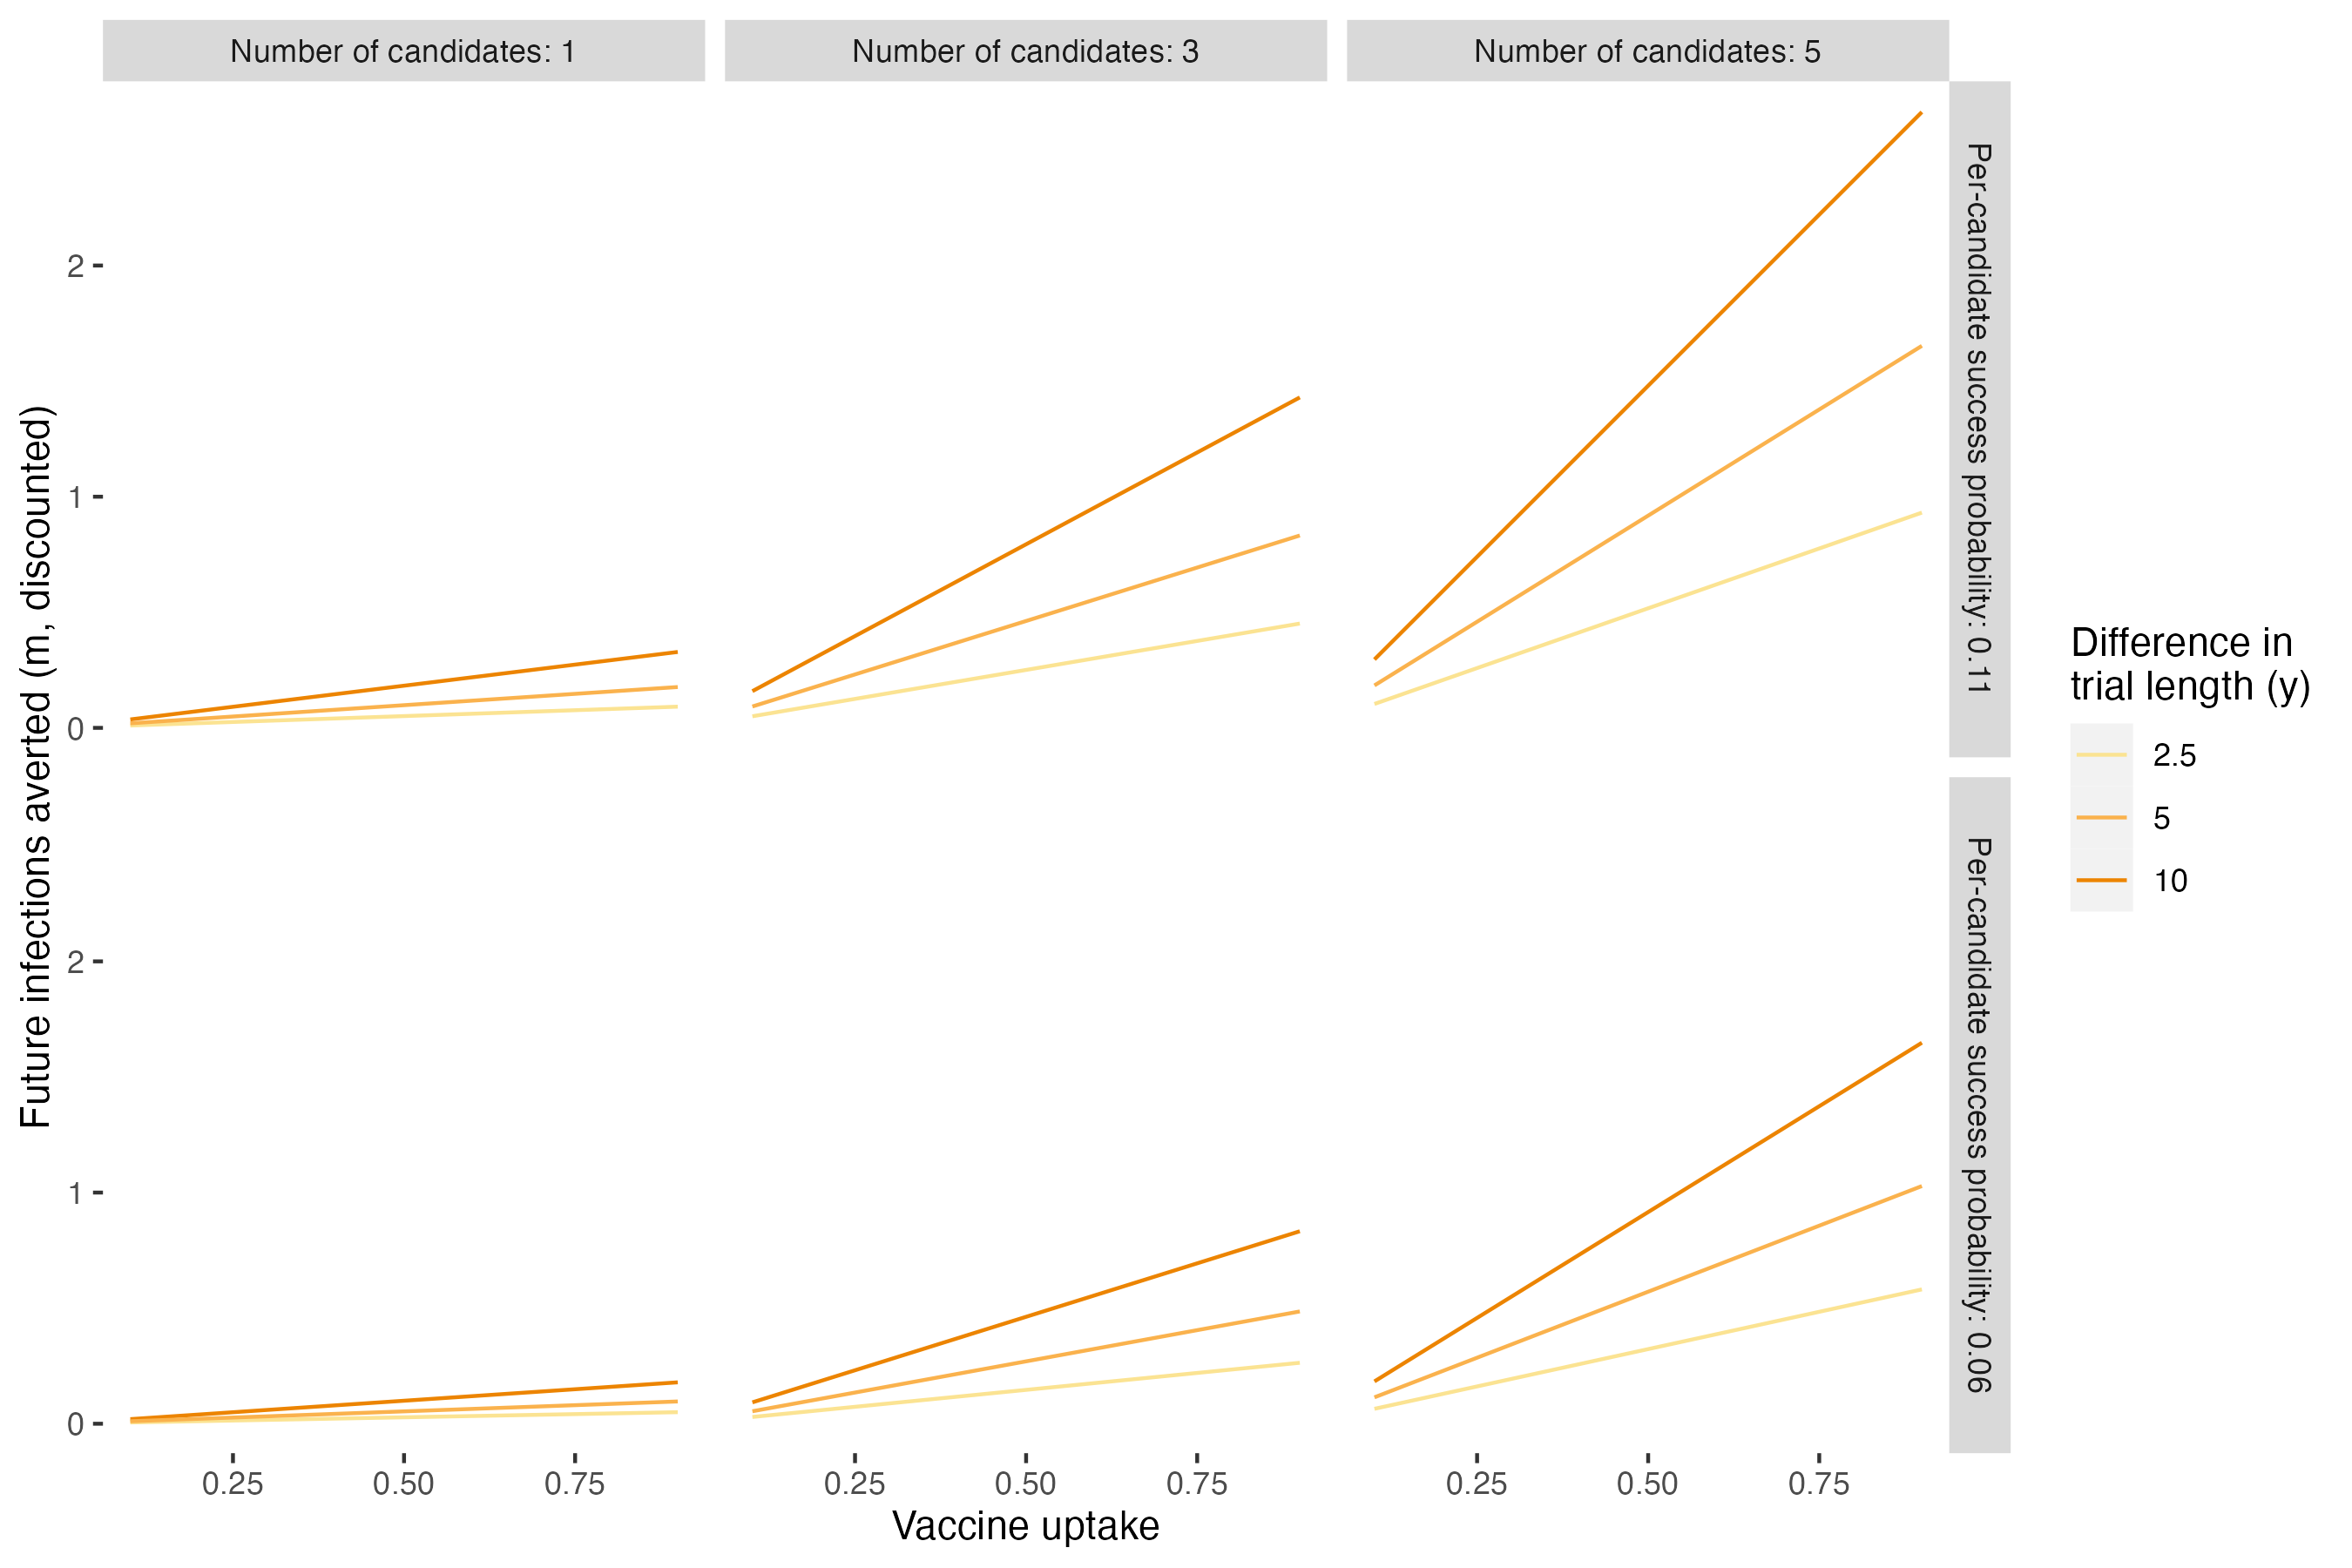 Number of candidates: 1
Number of candidates: 3
Number of candidates: 5
Future infections averted (m, discounted)
2
1
0
2
1
0
Per-candidate success probability: 0.11
Per-candidate success probability: 0.06
0.25
0.50
0.75
0.25
0.50
0.75
0.25
0.50
0.75
Vaccine uptake
Difference in
trial length (y)
2.5
5
10